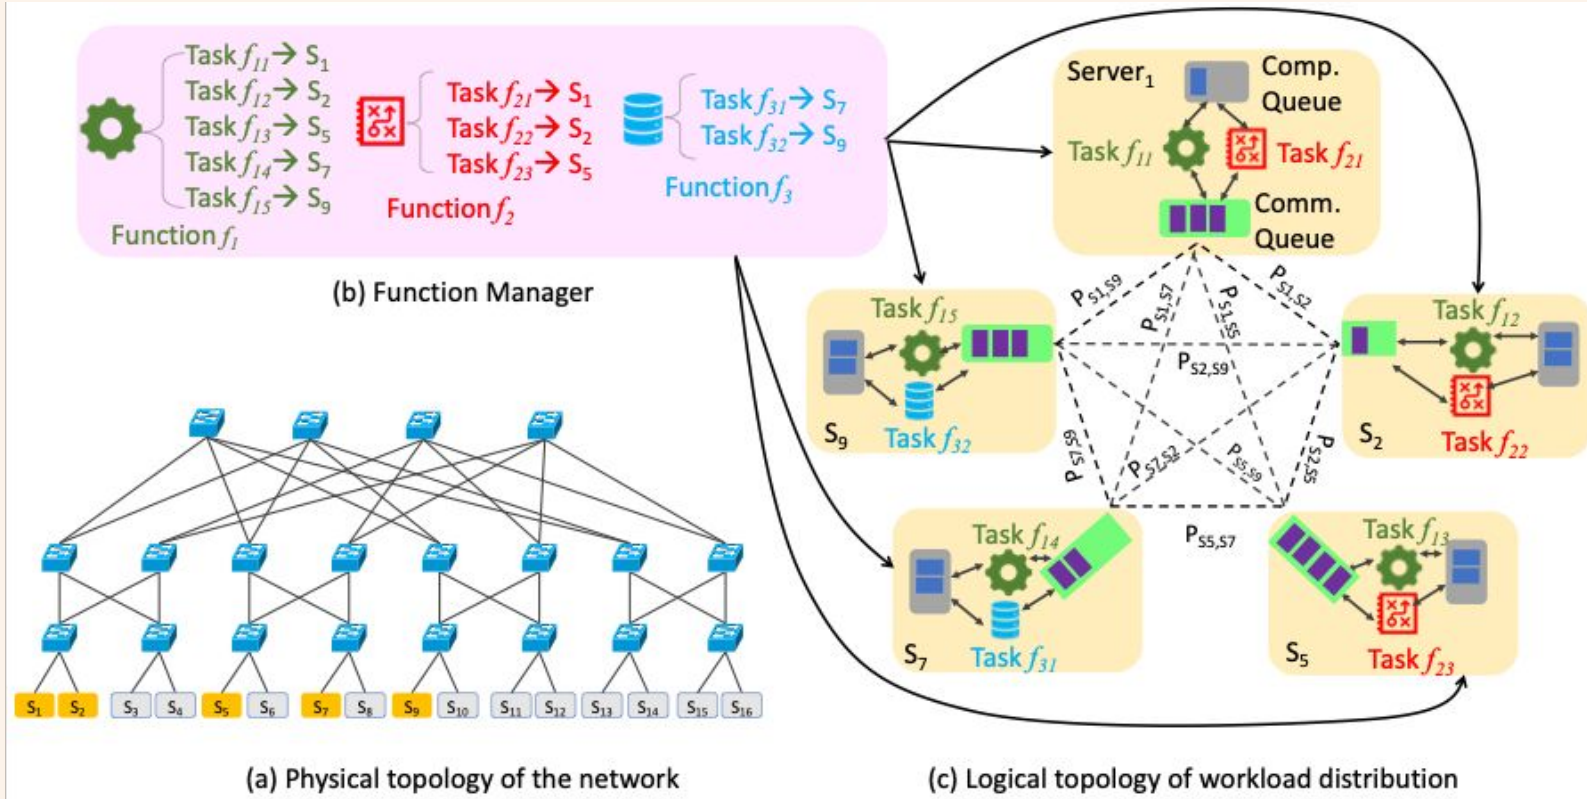 Task f11→ S1
Task f12→ S2
Task f13→ S5
Task f14→ S7
Task f15→ S9
Function f1
Task f21→ S1
Task f22→ S2
Task f23→ S5
Function f2
Task f31→ S7
Task f32→ S9
Function f3
(b) Function Manager
Server1
Comp.
Queue
Task f11
Task f21
Comm.
Queue
PS1,S9
PS1,S7
PS1,S5
PS1,S2
PS2,S9
PS7,S9
PS7,S2
PS5,S9
PS2,S5
PS5,S7
Task f15
S9
Task f32
Task f12
S2
Task f22
Task f14
S7
Task f31
Task f13
S5
Task f23
S1 S2 S3 S4 S5 S6 S7 S8 S9 S10 S11 S12 S13 S14 S15 S16
(a) Physical topology of the network
(c) Logical topology of workload distribution